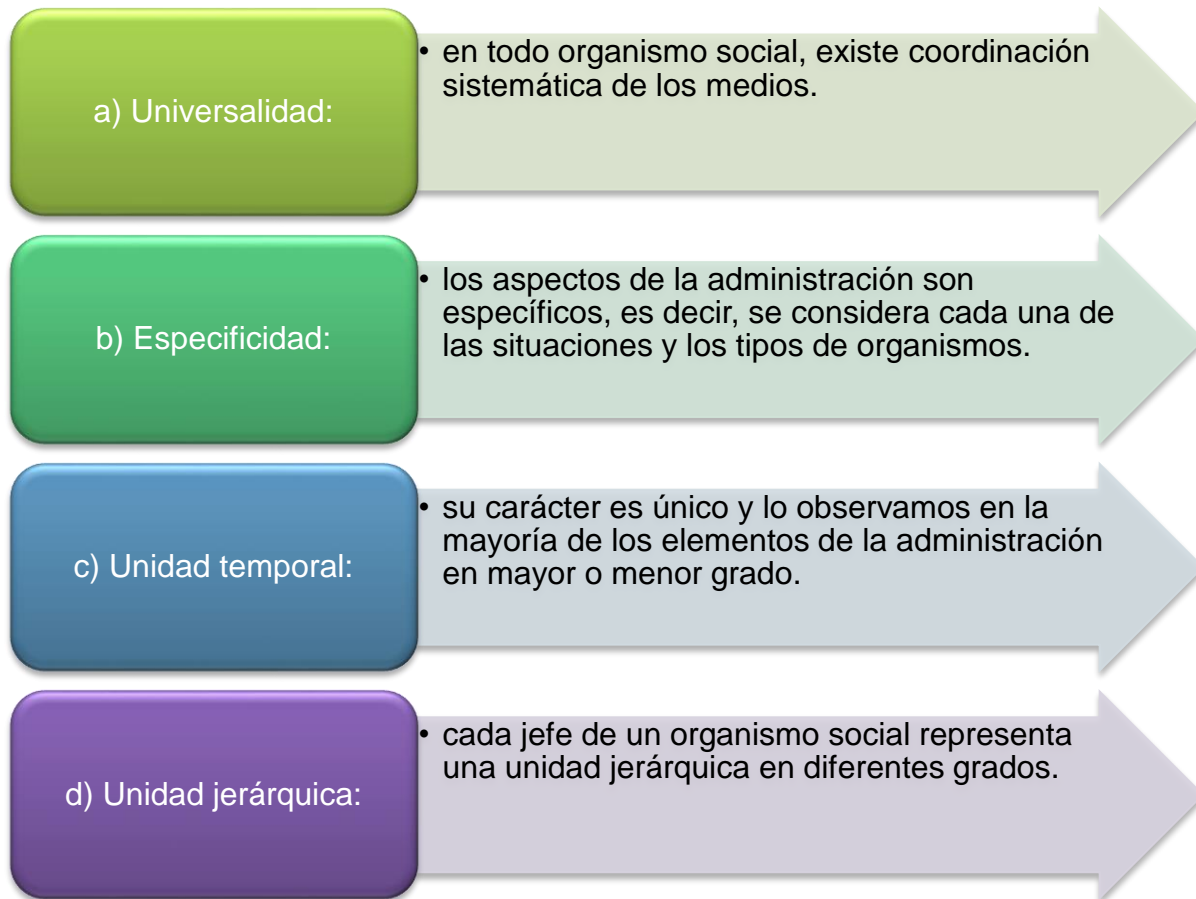 a) Universalidad:
• en todo organismo social, existe coordinación
sistemática de los medios.
b) Especificidad:
• los aspectos de la administración son
específicos, es decir, se considera cada una de
las situaciones y los tipos de organismos.
c) Unidad temporal:
• su carácter es único y lo observamos en la
mayoría de los elementos de la administración
en mayor o menor grado.
d) Unidad jerárquica:
• cada jefe de un organismo social representa
una unidad jerárquica en diferentes grados.